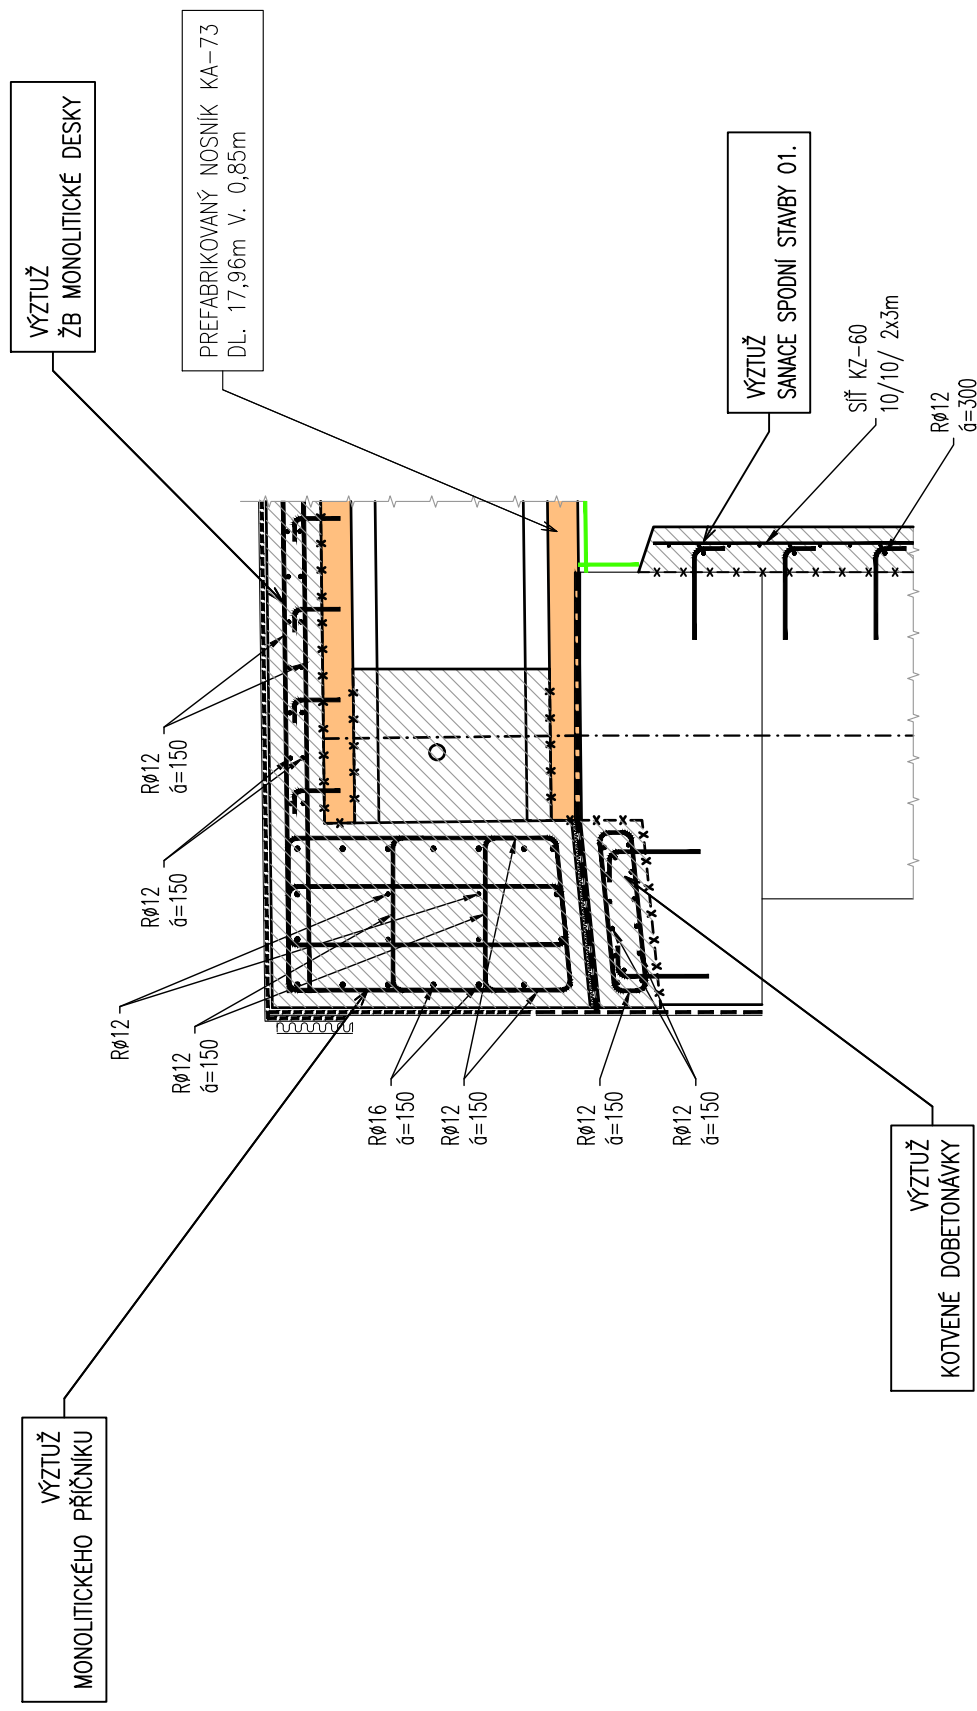 VÝZTUŽ
ŽB MONOLITICKÉ DESKY
PREFABRIKOVANÝ NOSNÍK KA-73
DL. 17,96m V. 0,85m
VÝZTUŽ
SANACE SPODNÍ STAVBY 01.
SÍŤ KZ-60
10/10/ 2x3m
RØ12
á=300
RØ12
á=150
RØ12
á=150
RØ12
RØ12
á=150
RØ16
á=150
RØ12
á=150
RØ12
á=150
RØ12
á=150
VÝZTUŽ
MONOLITICKÉHO PŘÍČNÍKU
VÝZTUŽ
KOTVENÉ DOBETONÁVKY